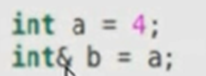 int a = 4;
int& b = a;